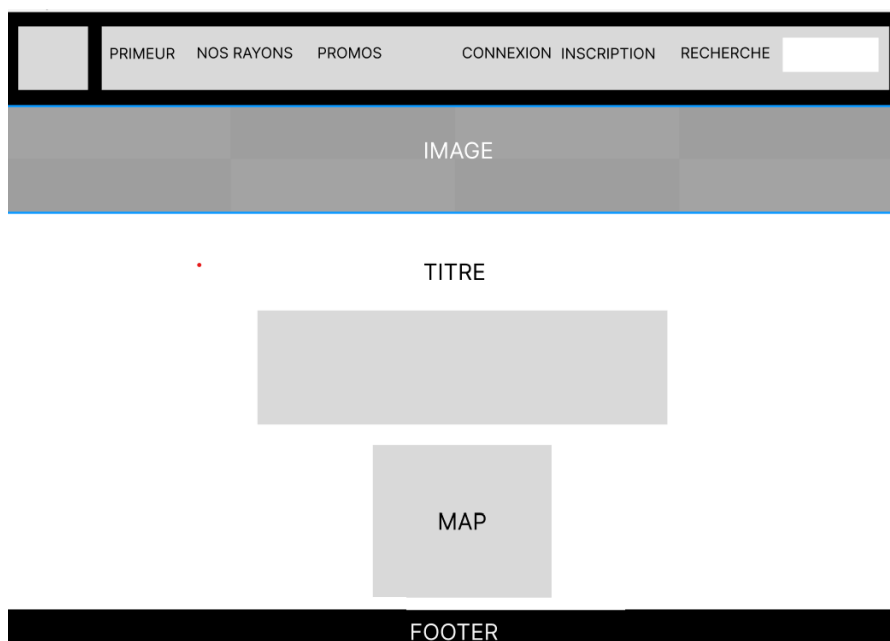 PRIMEUR NOS RAYONS PROMOS CONNEXION INSCRIPTION RECHERCHE
IMAGE
TITRE
MAP
FOOTER